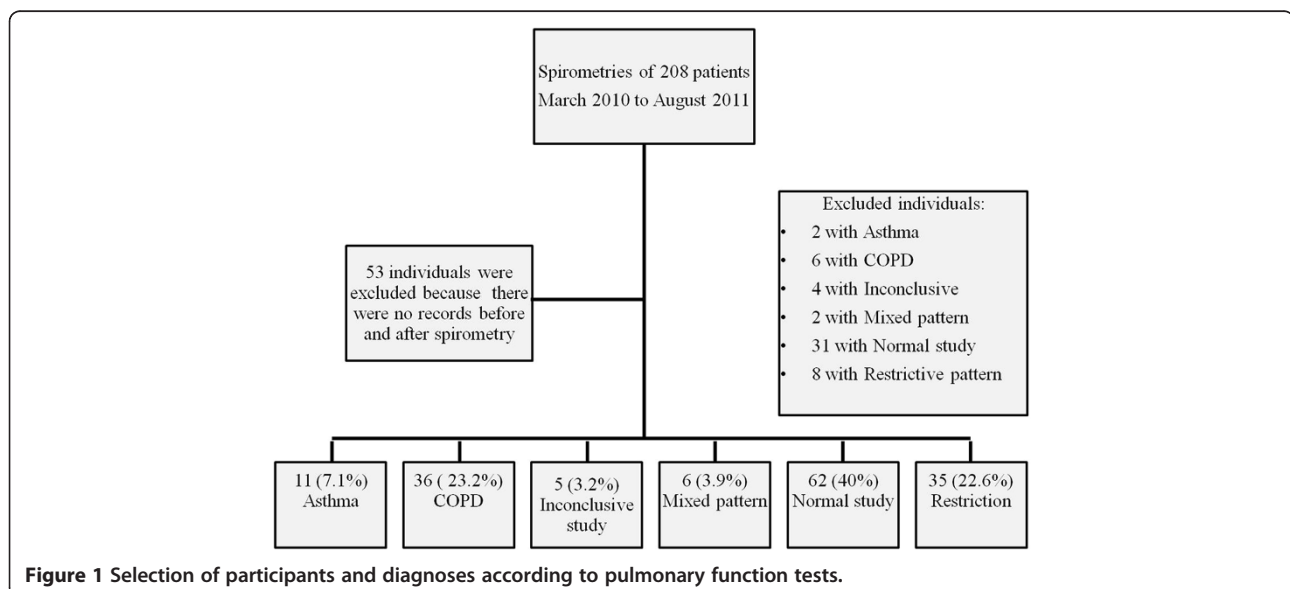 Spirometries of 208 patients
March 2010 to August 2011
53 individuals were
excluded because there
were no records before
and after spirometry
Excluded individuals:
• 2 with Asthma
• 6 with COPD
• 4 with Inconclusive
• 2 with Mixed pattern
• 31 with Normal study
• 8 with Restrictive pattern
11 (7.1%)
Asthma
36 ( 23.2%)
COPD
5 (3.2%)
Inconclusive
study
6 (3.9%)
Mixed pattern
62 (40%)
Normal study
35 (22.6%)
Restriction
Figure 1 Selection of participants and diagnoses according to pulmonary function tests.